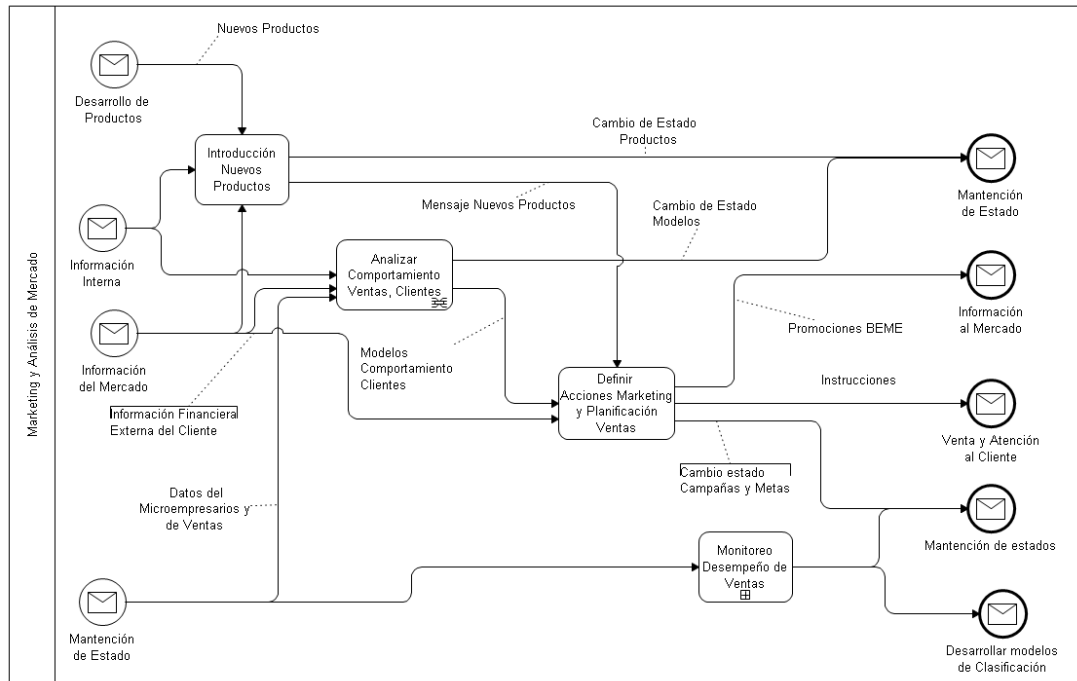 Marketing y Análisis de Mercado
Nuevos Productos
Desarrollo de
Productos
Introducción
Nuevos
Productos
Cambio de Estado
Productos
Mantención
de Estado
Mensaje Nuevos Productos
Cambio de Estado
Modelos
Información
Interna
Analizar
Comportamiento
Ventas, Clientes
Información
al Mercado
Promociones BEME
Información
del Mercado
Modelos
Comportamiento
Clientes
Definir
Acciones Marketing
y Planificación
Ventas
Instrucciones
Información Financiera
Externa del Cliente
Venta y Atención
al Cliente
Cambio estado
Campañas y Metas
Datos del
Microempresarios y
de Ventas
Mantención de estados
Monitoreo
Desempeño de
Ventas
Mantención
de Estado
Desarrollar modelos
de Clasificación